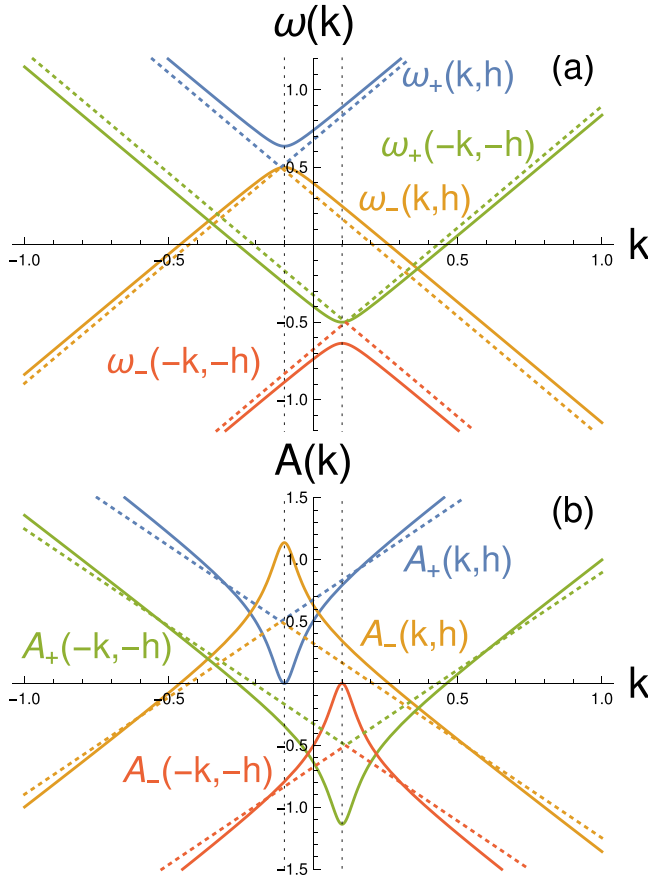 ω(k)
(a)
ω₊(k,h)
1.0
ω₊(-k,-h)
0.5
ω₋(k,h)
k
-1.0 -0.5 0.5 1.0
-0.5
ω₋(-k,-h)
-1.0
A(k)
1.5
(b)
1.0
A₊(k,h)
0.5
A₊(-k,-h)
A₋(k,h)
k
-1.0 -0.5 0.5 1.0
-0.5
A₋(-k,-h)
-1.0
-1.5